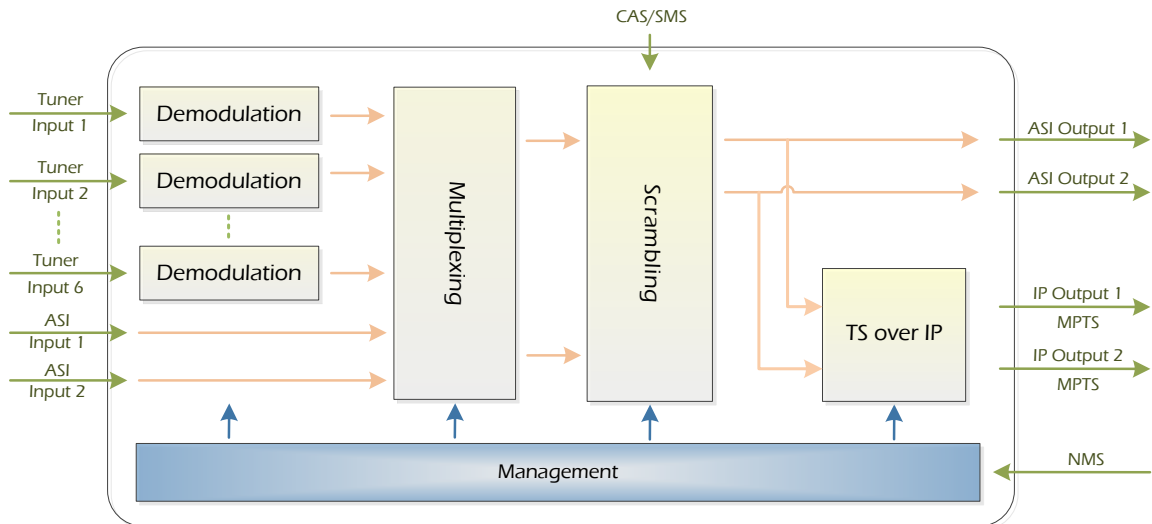 CAS/SMS
Tuner
Input 1
Demodulation
Tuner
Input 2
Demodulation
Tuner
Input 6
Demodulation
ASI
Input 1
ASI
Input 2
Multiplexing
Scrambling
TS over IP
ASI Output 1
ASI Output 2
IP Output 1
MPTS
IP Output 2
MPTS
Management
NMS